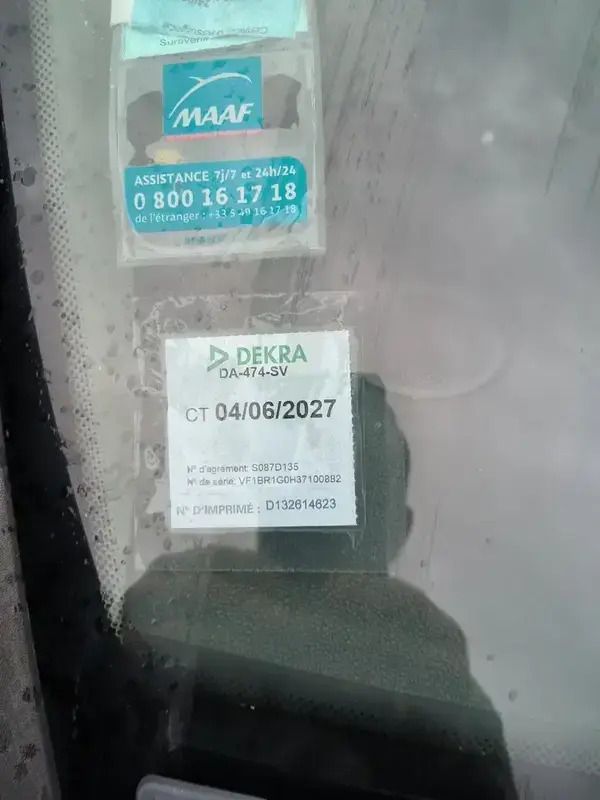 MAAF
ASSISTANCE 7j/7 et 24h/24
0 800 16 17 18
de l'étranger : +33 5 49 16 17 18
DEKRA
DA-474-SV
CT 04/06/2027
N° d'agrément: S087D135
N° de série: VF1BR1G0H37100882
N° D'IMPRIMÉ : D132614623